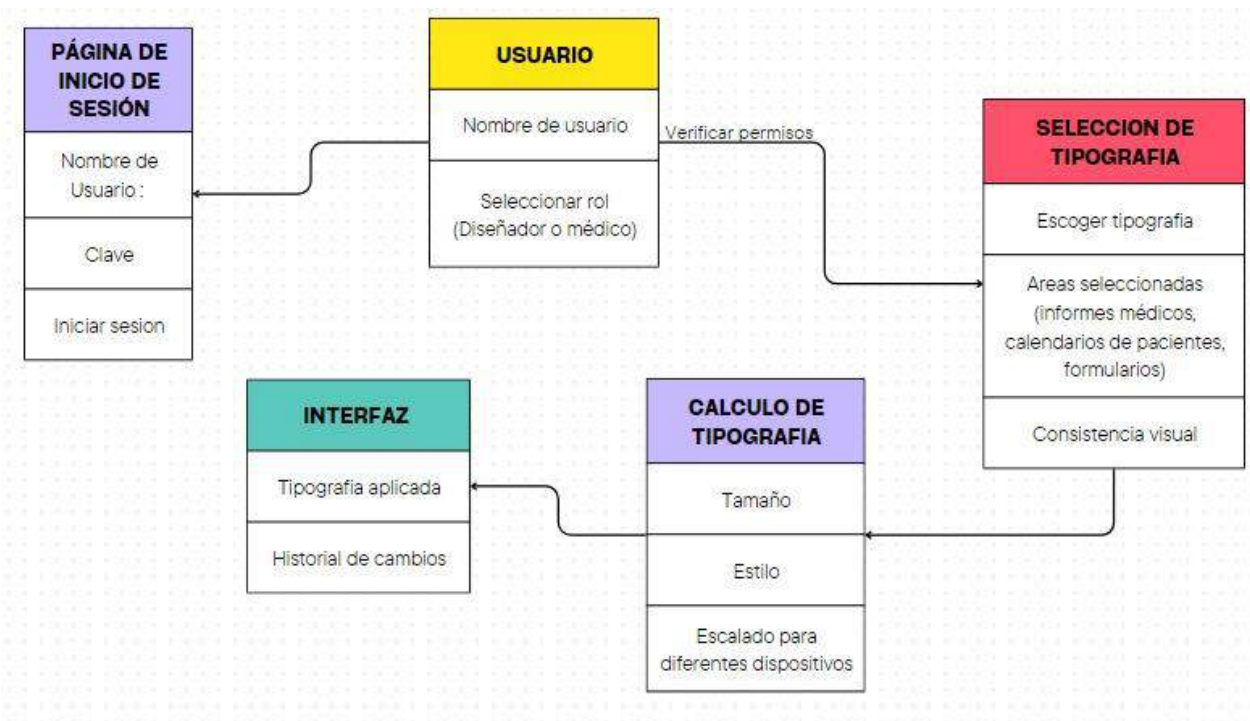 PÁGINA DE
INICIO DE
SESIÓN
Nombre de
Usuario :
Clave
Iniciar sesion
USUARIO
Nombre de usuario
Seleccionar rol
(Diseñador o médico)
Verificar permisos
SELECCION DE
TIPOGRAFIA
Escoger tipografia
Areas seleccionadas
(informes médicos,
calendarios de pacientes,
formularios)
Consistencia visual
CALCULO DE
TIPOGRAFIA
Tamaño
Estilo
Escalado para
diferentes dispositivos
INTERFAZ
Tipografia aplicada
Historial de cambios